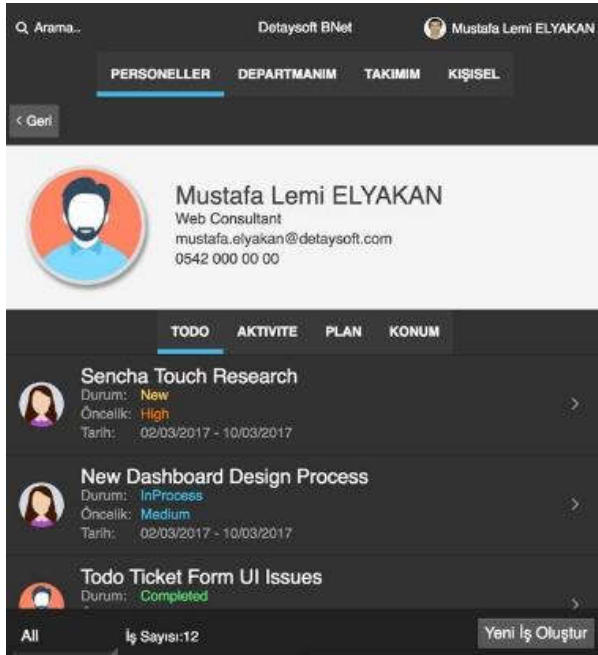 Arama..
Detaysoft BNet
Mustafa Lemi ELYAKAN
PERSONELLER DEPARTMANIM TAKIMIM KIŞISEL
< Geri
Mustafa Lemi ELYAKAN
Web Consultant
mustafa.elyakan@detaysoft.com
0542 000 00 00
TODO AKTIVITE PLAN KONUM
Sencha Touch Research
Durum: New
Öncelik: High
Tarih: 02/03/2017 - 10/03/2017
New Dashboard Design Process
Durum: InProcess
Öncelik: Medium
Tarih: 02/03/2017 - 10/03/2017
Todo Ticket Form UI Issues
Durum: Completed
All
İş Sayısı:12
Yeni İş Oluştur